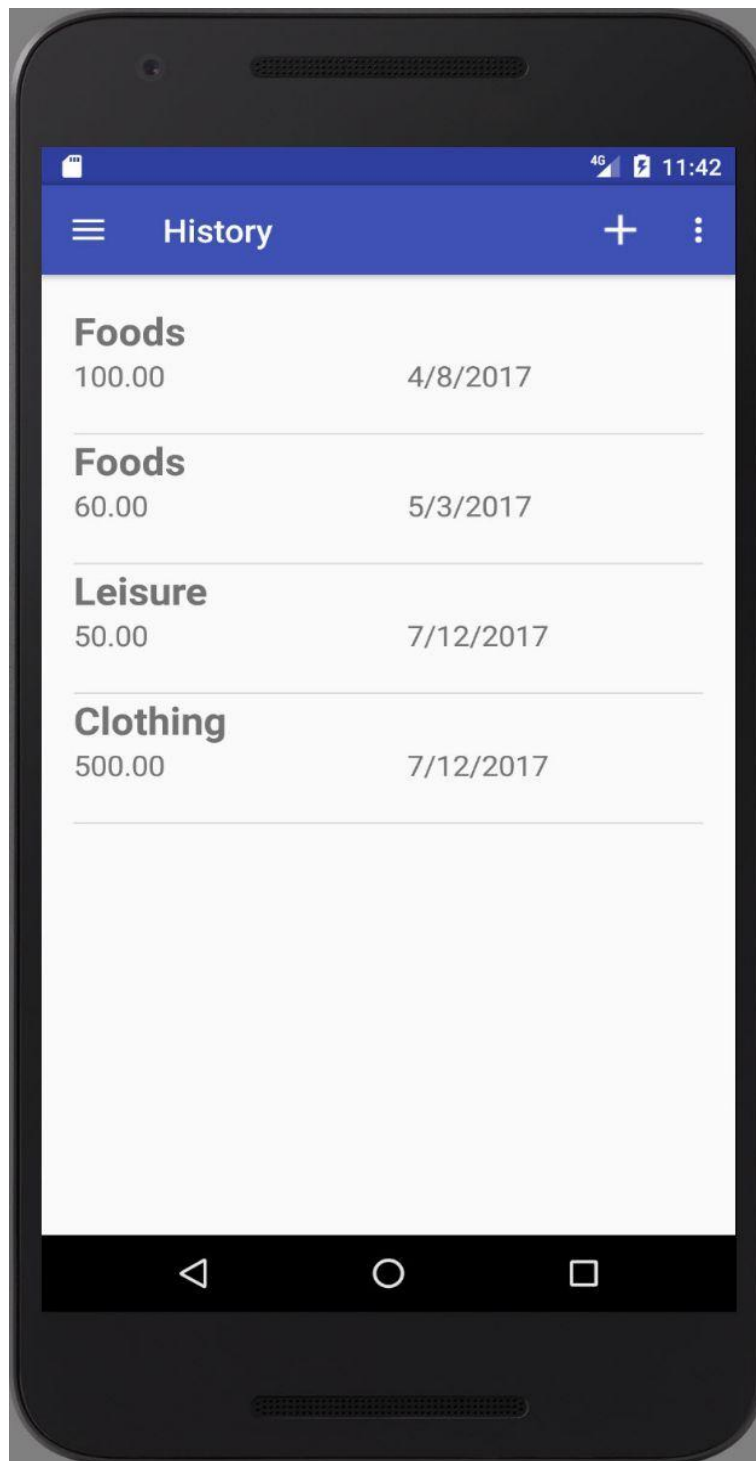 4G 11:42
History
Foods
100.00 4/8/2017
Foods
60.00 5/3/2017
Leisure
50.00 7/12/2017
Clothing
500.00 7/12/2017